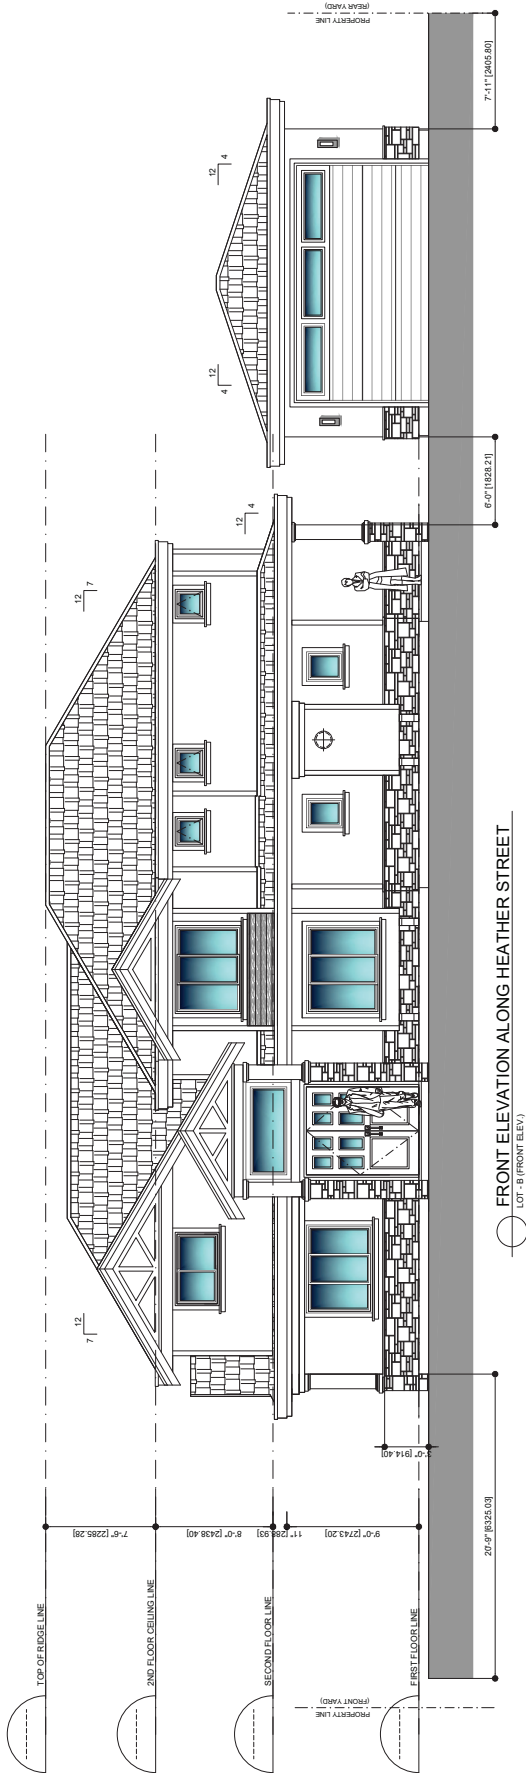 TOP OF RIDGE LINE
2ND FLOOR CEILING LINE
SECOND FLOOR LINE
FIRST FLOOR LINE
7'-6" [2285.28]
8'-0" [2438.40]
11" [288.93]
9'-0" [2743.20]
3'-0" [914.40]
12
7
12
7
12
4
12
4
12
4
PROPERTY LINE
(FRONT YARD)
PROPERTY LINE
(REAR YARD)
20'-9" [6325.03]
6'-0" [1828.21]
7'-11" [2405.80]
FRONT ELEVATION ALONG HEATHER STREET
LOT - B (FRONT ELEV.)